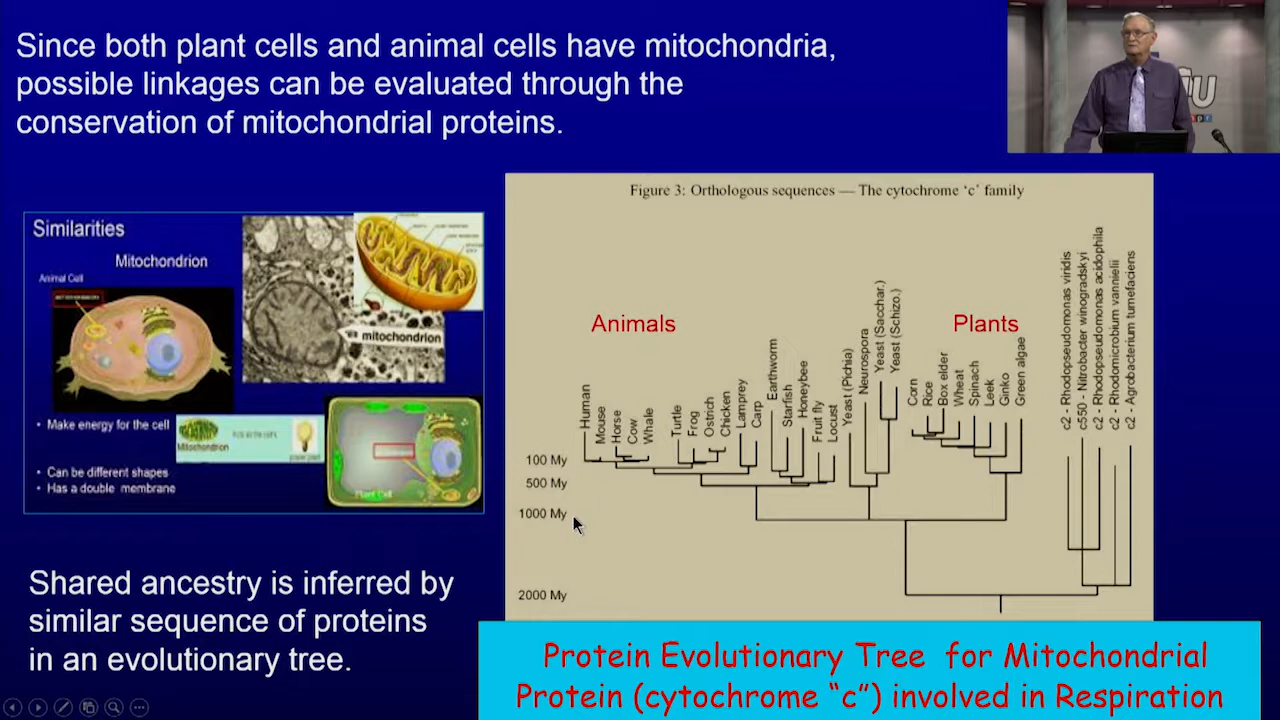 Since both plant cells and animal cells have mitochondria,
possible linkages can be evaluated through the
conservation of mitochondrial proteins.
Similarities
Mitochondrion
Animal Cell
mitochondrion
• Make energy for the cell
Mitochondrion
• Can be different shapes
• Has a double membrane
Plant Cell
Shared ancestry is inferred by
similar sequence of proteins
in an evolutionary tree.
Figure 3: Orthologous sequences — The cytochrome 'c' family
Animals
Plants
Human
Mouse
Horse
Cow
Whale
Turtle
Frog
Ostrich
Chicken
Lamprey
Carp
Earthworm
Starfish
Honeybee
Fruit fly
Locust
Yeast (Pichia)
Neurospora
Yeast (Sacchar.)
Yeast (Schizo.)
Corn
Rice
Box elder
Wheat
Spinach
Leek
Ginko
Green algae
c2 - Rhodopseudomonas viridis
c550 - Nitrobacter winogradskyi
c2 - Rhodopseudomonas acidophila
c2 - Rhodomicrobium vannielii
c2 - Agrobacterium tumefaciens
100 My
500 My
1000 My
2000 My
Protein Evolutionary Tree for Mitochondrial
Protein (cytochrome "c") involved in Respiration